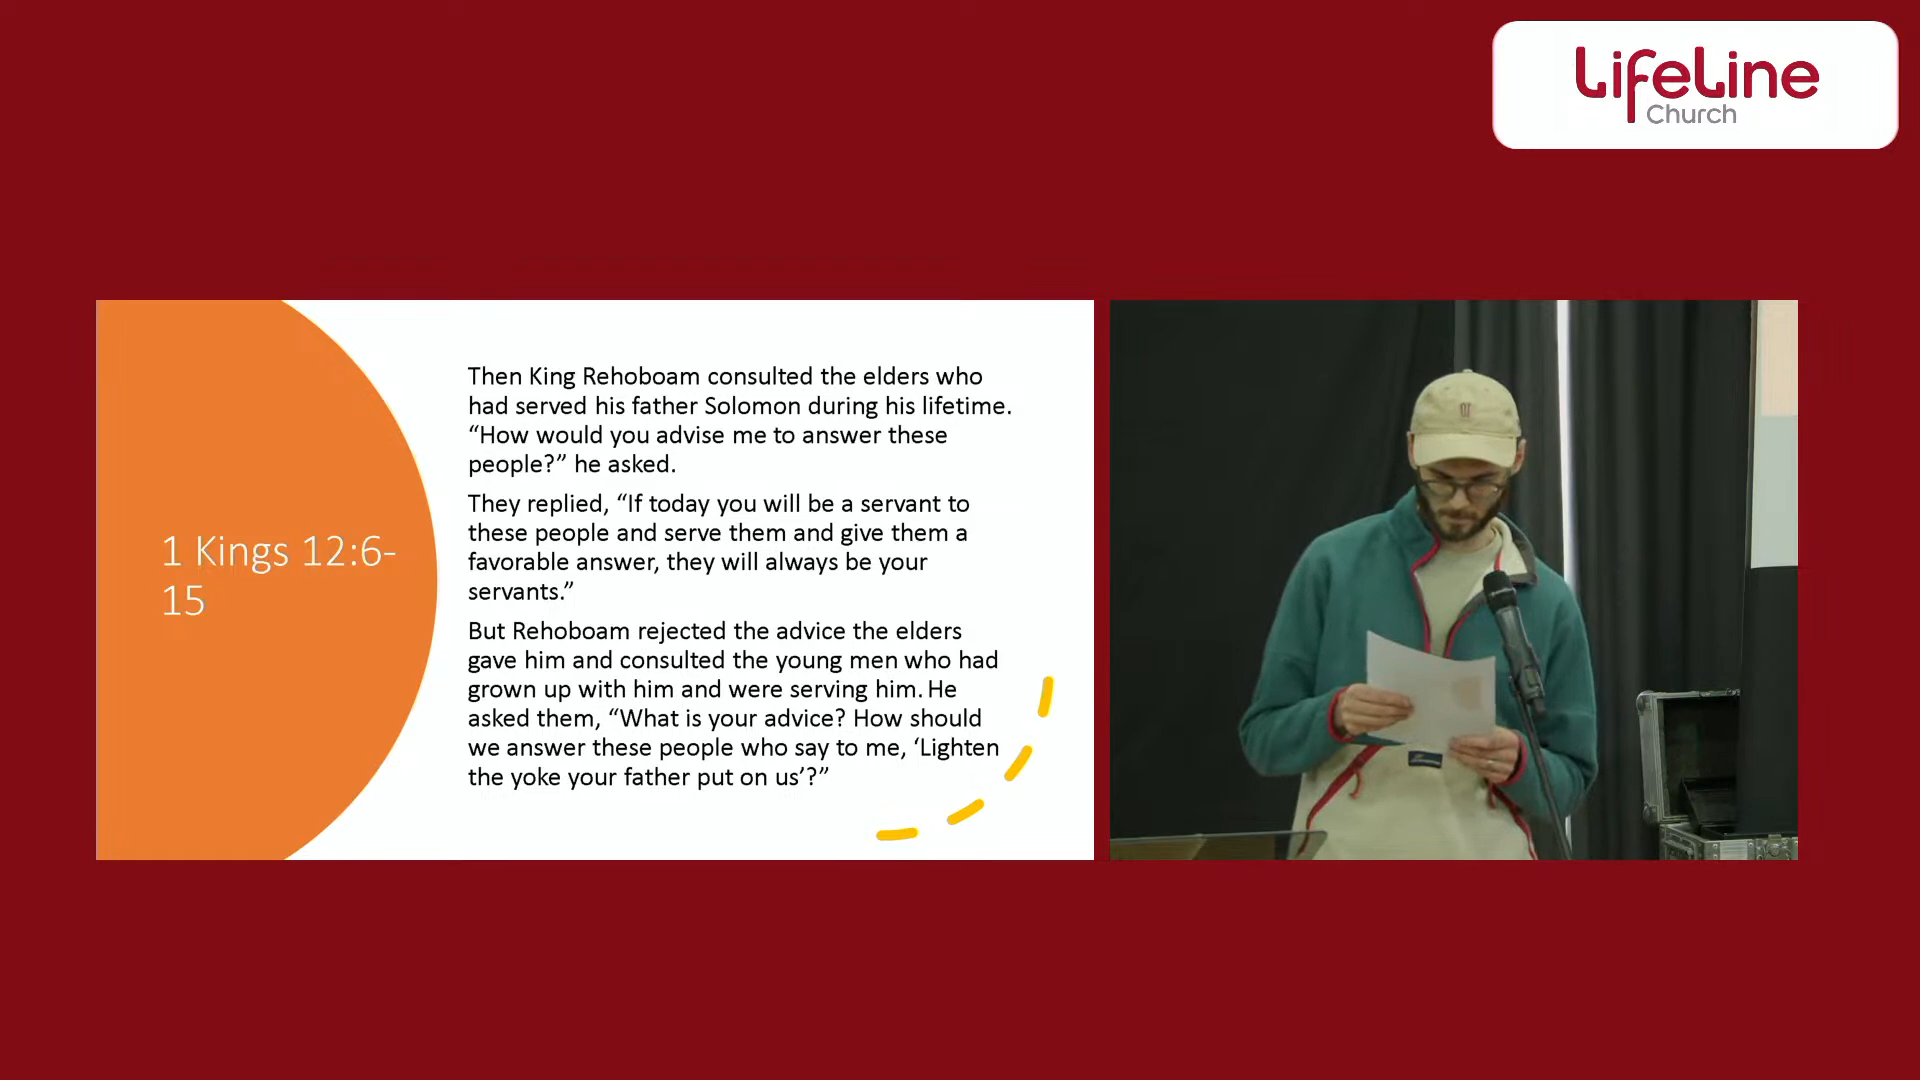 LifeLine
Church
1 Kings 12:6-
15
Then King Rehoboam consulted the elders who
had served his father Solomon during his lifetime.
“How would you advise me to answer these
people?” he asked.
They replied, “If today you will be a servant to
these people and serve them and give them a
favorable answer, they will always be your
servants.”
But Rehoboam rejected the advice the elders
gave him and consulted the young men who had
grown up with him and were serving him. He
asked them, “What is your advice? How should
we answer these people who say to me, ‘Lighten
the yoke your father put on us’?”